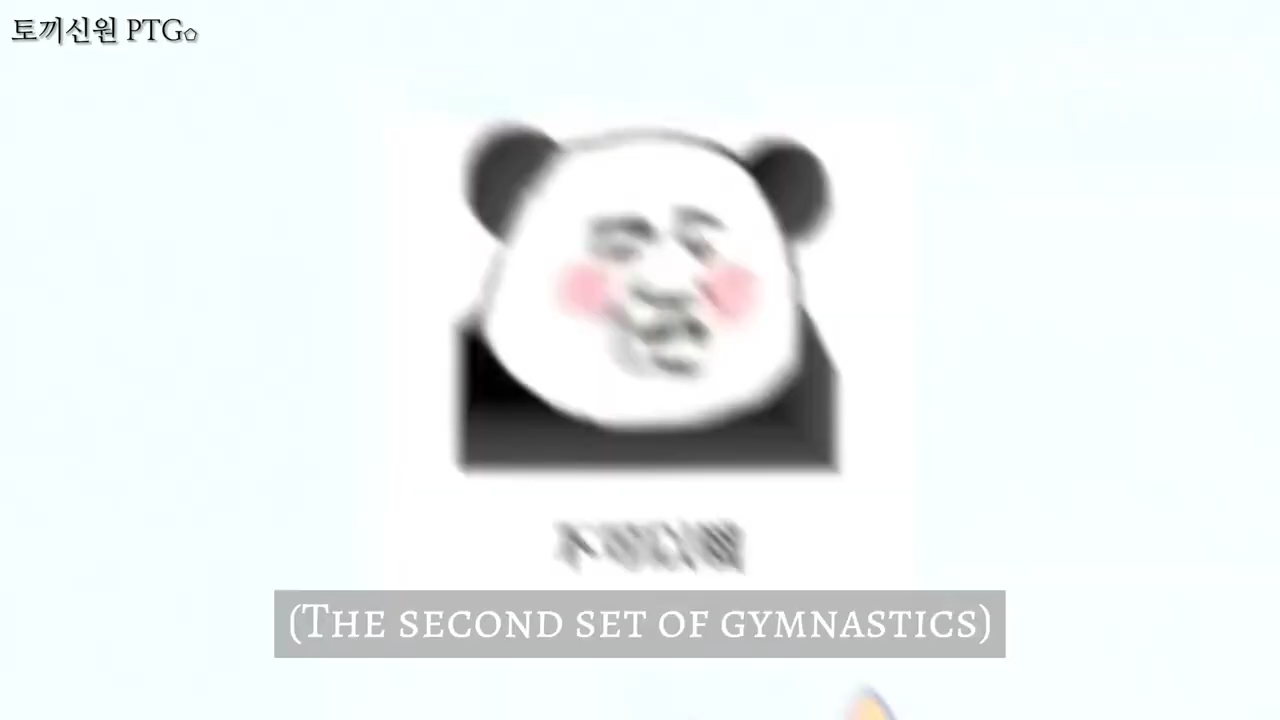 토끼신원 PTG⌂
(The second set of gymnastics)